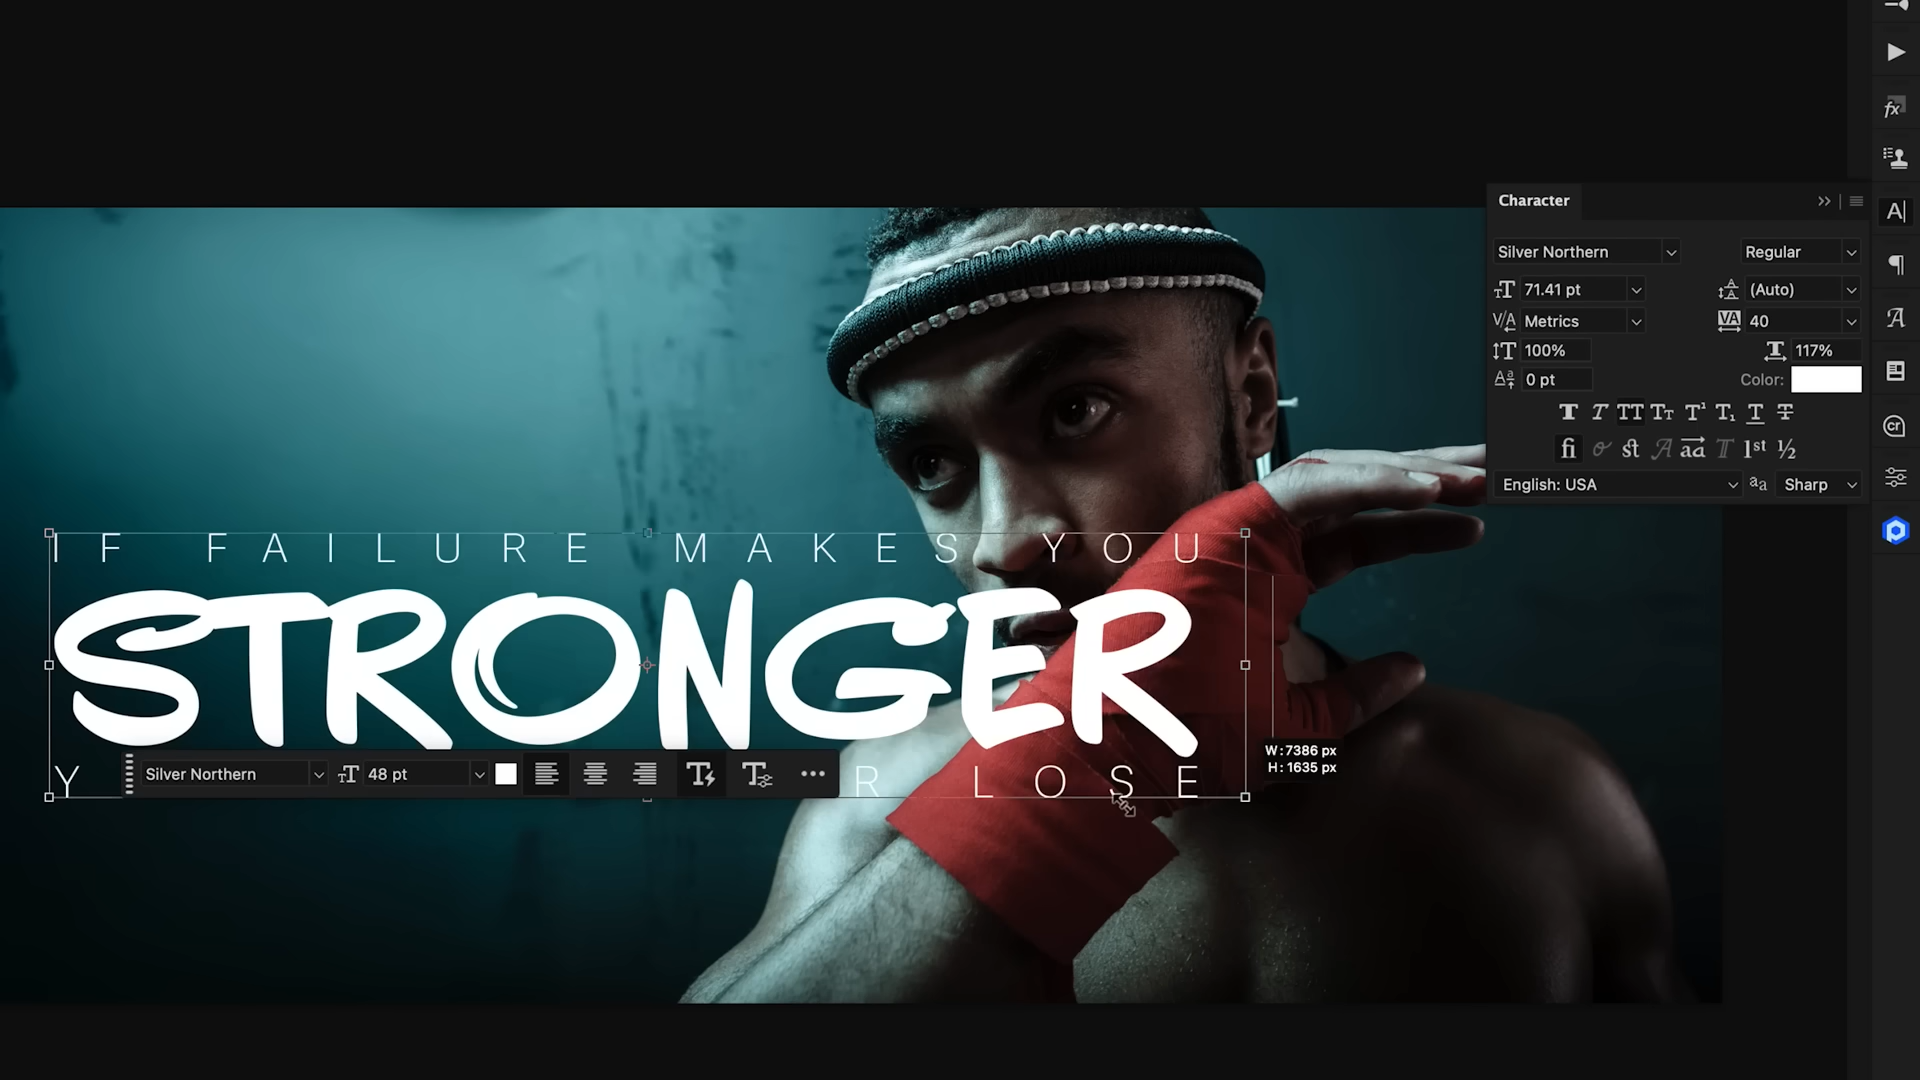 Character
Silver Northern Regular
71.41 pt (Auto)
Metrics 40
100% 117%
0 pt Color:
English: USA Sharp
IF FAILURE MAKES YOU
STRONGER
Y R LOSE
Silver Northern 48 pt
W: 7386 px
H: 1635 px